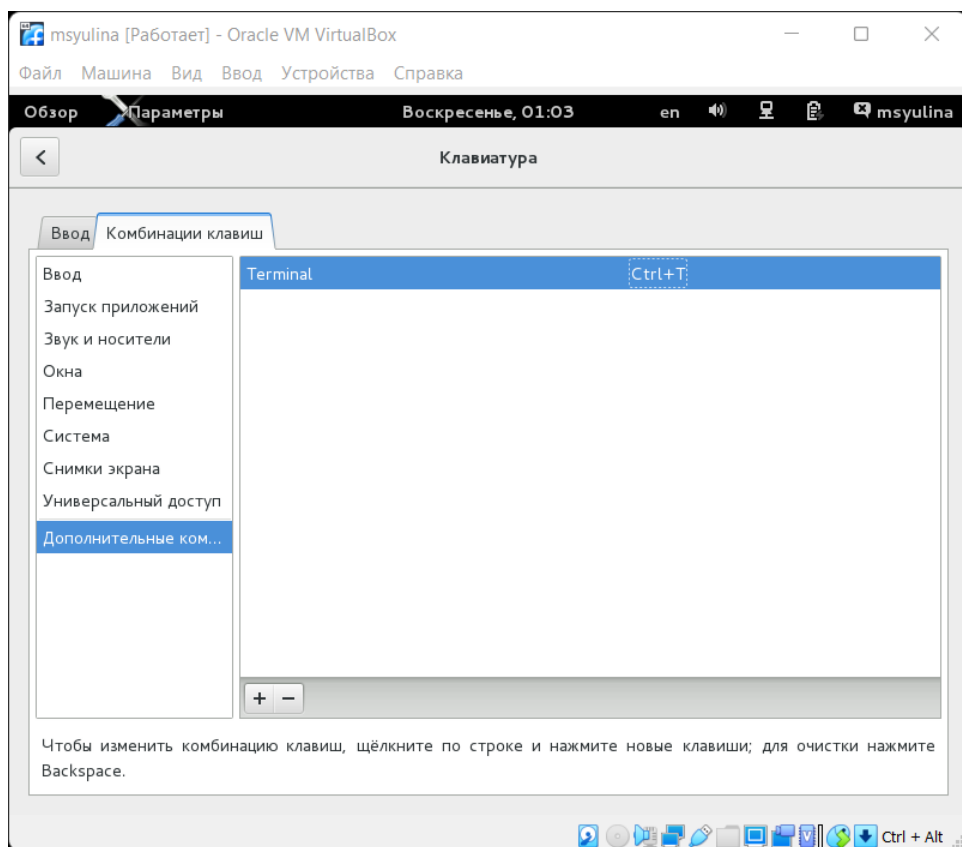 msyulina [Работает] - Oracle VM VirtualBox
Файл Машина Вид Ввод Устройства Справка
Обзор Параметры Воскресенье, 01:03 en msyulina
Клавиатура
Ввод Комбинации клавиш
Ввод
Запуск приложений
Звук и носители
Окна
Перемещение
Система
Снимки экрана
Универсальный доступ
Дополнительные ком...
Terminal Ctrl+T
+ −
Чтобы изменить комбинацию клавиш, щёлкните по строке и нажмите новые клавиши; для очистки нажмите
Backspace.
Ctrl + Alt